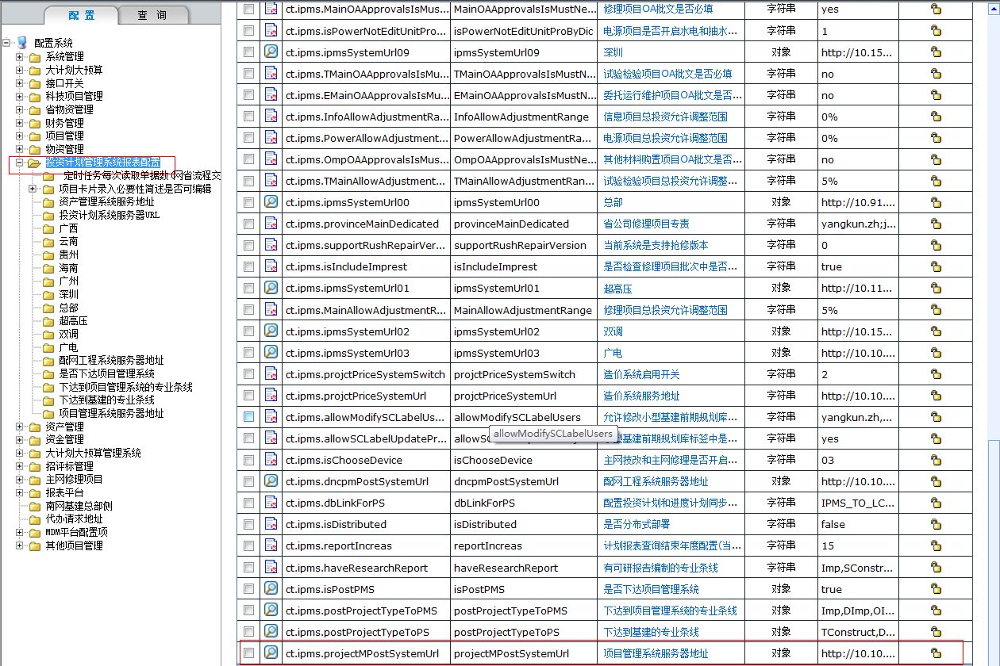 配 置
查 询
配置系统
系统管理
大计划大预算
接口开关
科技项目管理
省物资管理
财务管理
项目管理
物资管理
投资计划管理系统报表配置
定时任务每次读取单据数(网省流程交
项目卡片录入必要性简述是否可编辑
资产管理系统服务地址
投资计划系统服务器URL
广西
云南
贵州
海南
广州
深圳
总部
超高压
双调
广电
配网工程系统服务器地址
是否下达项目管理系统
下达到项目管理系统的专业条线
下达到基建的专业条线
项目管理系统服务器地址
资产管理
资金管理
大计划大预算管理系统
招评标管理
主网修理项目
报表平台
南网基建总部侧
代办请求地址
MDM平台配置项
其他项目管理
ct.ipms.MainOAApprovalsIsMus... MainOAApprovalsIsMustNe... 修理项目OA批文是否必填 字符串 yes
ct.ipms.isPowerNotEditUnitPro... isPowerNotEditUnitProByDic 电源项目是否开启水电和抽水... 字符串 1
ct.ipms.ipmsSystemUrl09 ipmsSystemUrl09 深圳 对象 http://10.15...
ct.ipms.TMainOAApprovalsIsMu... TMainOAApprovalsIsMustN... 试验检验项目OA批文是否必填 字符串 no
ct.ipms.EMainOAApprovalsIsMu... EMainOAApprovalsIsMustN... 委托运行维护项目OA批文是否... 字符串 no
ct.ipms.InfoAllowAdjustmentRa... InfoAllowAdjustmentRange 信息项目总投资允许调整范围 字符串 0%
ct.ipms.PowerAllowAdjustment... PowerAllowAdjustmentRa... 电源项目总投资允许调整范围 字符串 0%
ct.ipms.OmpOAApprovalsIsMus... OmpOAApprovalsIsMustNe... 其他材料购置项目OA批文是否... 字符串 no
ct.ipms.TMainAllowAdjustment... TMainAllowAdjustmentRan... 试验检验项目总投资允许调整... 字符串 5%
ct.ipms.ipmsSystemUrl00 ipmsSystemUrl00 总部 对象 http://10.91....
ct.ipms.provinceMainDedicated provinceMainDedicated 省公司修理项目专责 字符串 yangkun.zh;j...
ct.ipms.supportRushRepairVer... supportRushRepairVersion 当前系统是支持抢修版本 字符串 0
ct.ipms.isIncludeImprest isIncludeImprest 是否检查修理项目批次中是否... 字符串 true
ct.ipms.ipmsSystemUrl01 ipmsSystemUrl01 超高压 对象 http://10.11...
ct.ipms.MainAllowAdjustmentR... MainAllowAdjustmentRange 修理项目总投资允许调整范围 字符串 5%
ct.ipms.ipmsSystemUrl02 ipmsSystemUrl02 双调 对象 http://10.15...
ct.ipms.ipmsSystemUrl03 ipmsSystemUrl03 广电 对象 http://10.10...
ct.ipms.projctPriceSystemSwitch projctPriceSystemSwitch 造价系统启用开关 字符串 2
ct.ipms.projctPriceSystemUrl projctPriceSystemUrl 造价系统服务地址 字符串 http://10.10...
ct.ipms.allowModifySCLabelUs... allowModifySCLabelUsers 允许修改小型基建前期规划库... 字符串 yangkun.zh,...
allowModifySCLabelUsers
ct.ipms.allowSCLabelUpdatePr... allowS 型基建前期规划库标签中是... 字符串 yes
ct.ipms.isChooseDevice isChooseDevice 主网技改和主网修理是否开启... 字符串 03
ct.ipms.dncpmPostSystemUrl dncpmPostSystemUrl 配网工程系统服务器地址 对象 http://10.10....
ct.ipms.dbLinkForPS dbLinkForPS 配置投资计划和进度计划同步... 字符串 IPMS_TO_LC...
ct.ipms.isDistributed isDistributed 是否分布式部署 字符串 false
ct.ipms.reportIncreas reportIncreas 计划报表查询结束年度配置(当... 字符串 15
ct.ipms.haveResearchReport haveResearchReport 有可研报告编制的专业条线 字符串 Imp,SConstr...
ct.ipms.isPostPMS isPostPMS 是否下达项目管理系统 对象 true
ct.ipms.postProjectTypeToPMS postProjectTypeToPMS 下达到项目管理系统的专业条线 对象 Imp,DImp,OI...
ct.ipms.postProjectTypeToPS postProjectTypeToPS 下达到基建的专业条线 对象 TConstruct,D...
ct.ipms.projectMPostSystemUrl projectMPostSystemUrl 项目管理系统服务器地址 对象 http://10.10....